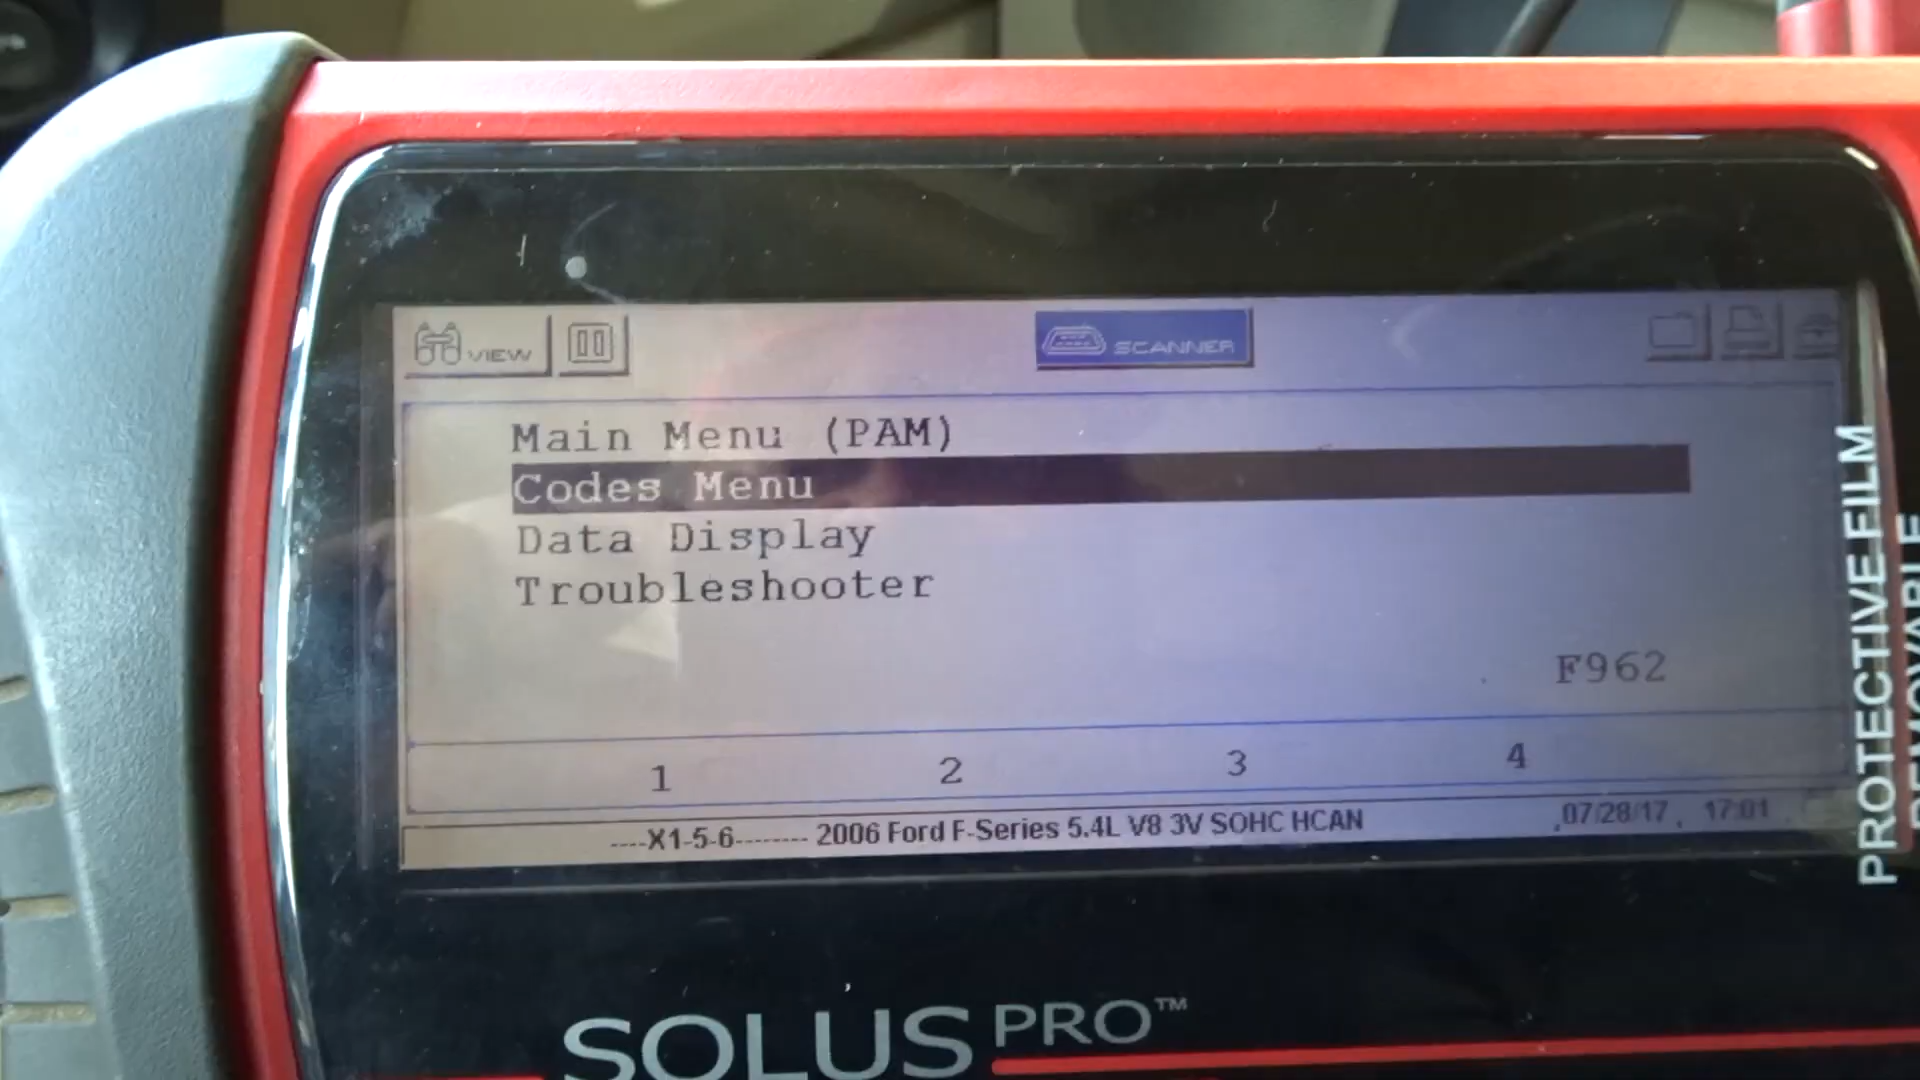 VIEW
SCANNER
Main Menu (PAM)
Codes Menu
Data Display
Troubleshooter
F962
1 2 3 4
----X1-5-6-------- 2006 Ford F-Series 5.4L V8 3V SOHC HCAN
07/28/17 17:01
SOLUS PRO™
PROTECTIVE FILM
REMOVABLE